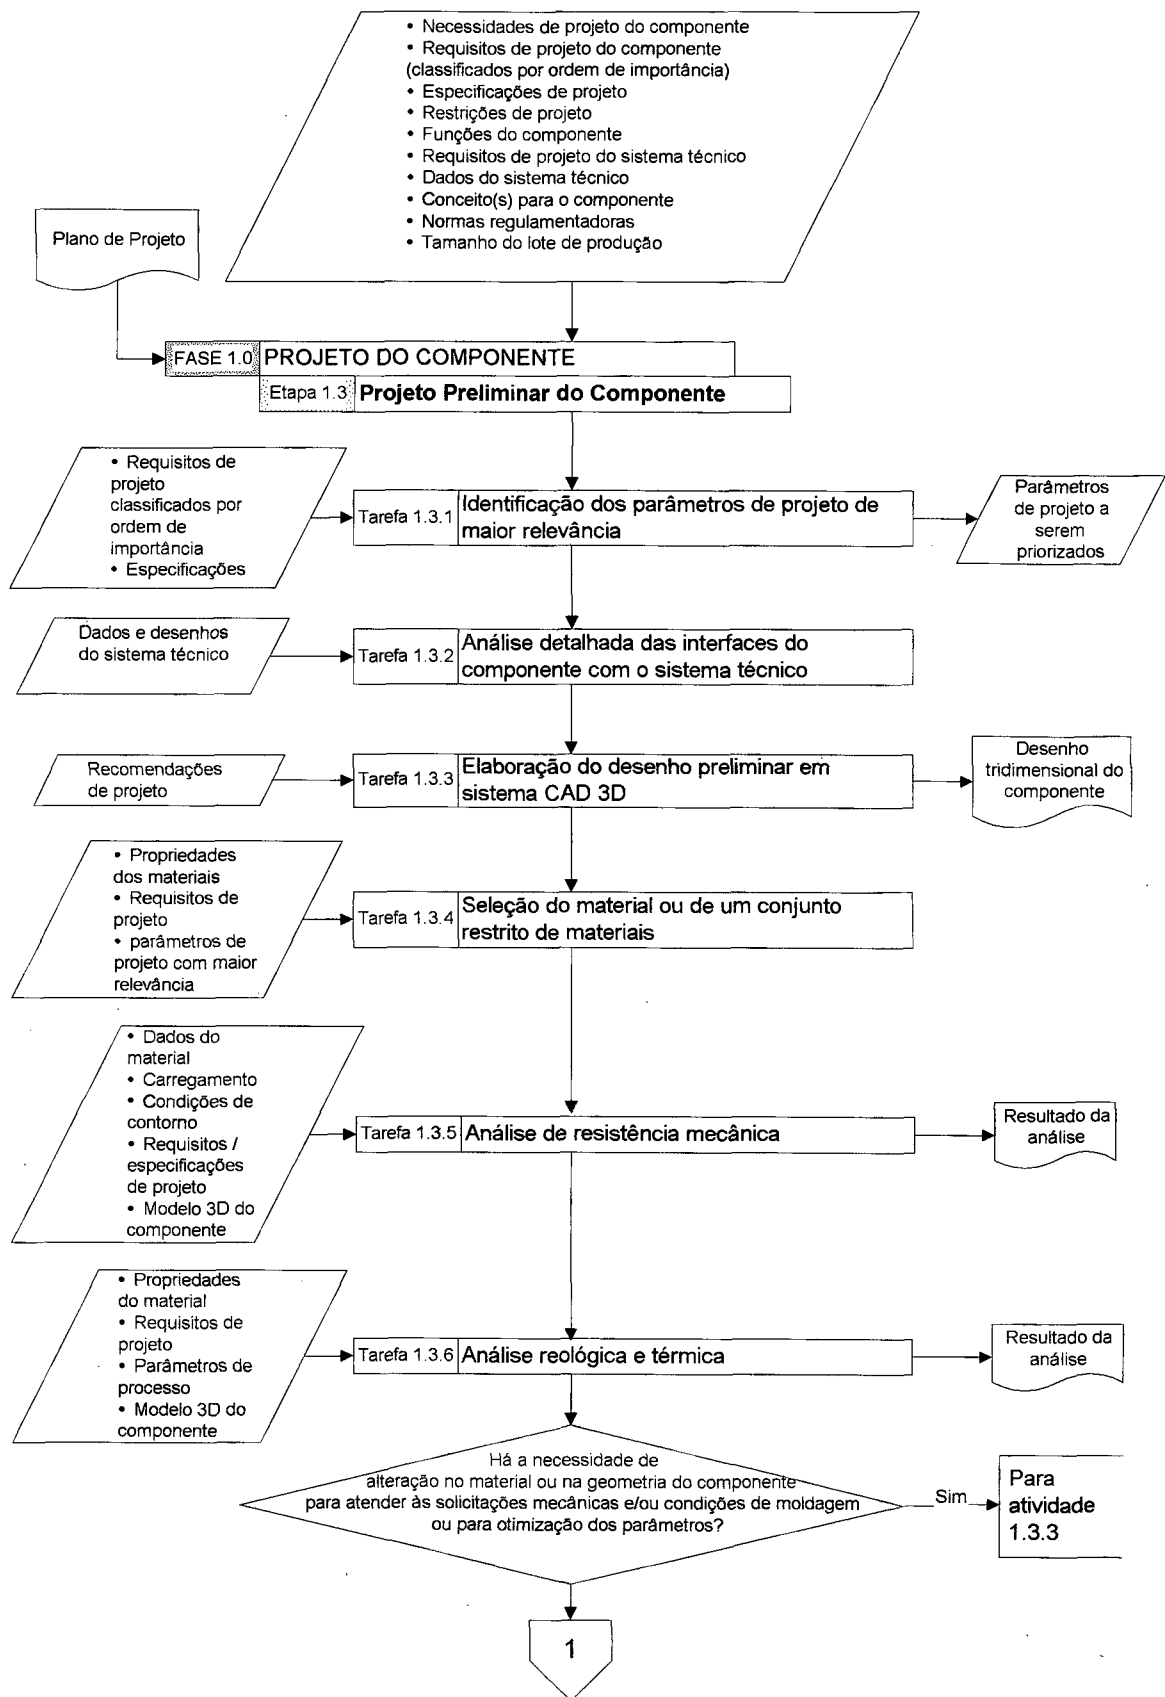 • Necessidades de projeto do componente
• Requisitos de projeto do componente
(classificados por ordem de importância)
• Especificações de projeto
• Restrições de projeto
• Funções do componente
• Requisitos de projeto do sistema técnico
• Dados do sistema técnico
• Conceito(s) para o componente
• Normas regulamentadoras
• Tamanho do lote de produção
Plano de Projeto
FASE 1.0 PROJETO DO COMPONENTE
Etapa 1.3 Projeto Preliminar do Componente
• Requisitos de
projeto
classificados por
ordem de
importância
• Especificações
Tarefa 1.3.1
Identificação dos parâmetros de projeto de
maior relevância
Parâmetros
de projeto a
serem
priorizados
Dados e desenhos
do sistema técnico
Tarefa 1.3.2
Análise detalhada das interfaces do
componente com o sistema técnico
Recomendações
de projeto
Tarefa 1.3.3
Elaboração do desenho preliminar em
sistema CAD 3D
Desenho
tridimensional do
componente
• Propriedades
dos materiais
• Requisitos de
projeto
• parâmetros de
projeto com maior
relevância
Tarefa 1.3.4
Seleção do material ou de um conjunto
restrito de materiais
• Dados do
material
• Carregamento
• Condições de
contorno
• Requisitos /
especificações
de projeto
• Modelo 3D do
componente
Tarefa 1.3.5 Análise de resistência mecânica
Resultado da
análise
• Propriedades
do material
• Requisitos de
projeto
• Parâmetros de
processo
• Modelo 3D do
componente
Tarefa 1.3.6 Análise reológica e térmica
Resultado da
análise
Há a necessidade de
alteração no material ou na geometria do componente
para atender às solicitações mecânicas e/ou condições de moldagem
ou para otimização dos parâmetros?
Sim
Para
atividade
1.3.3
1